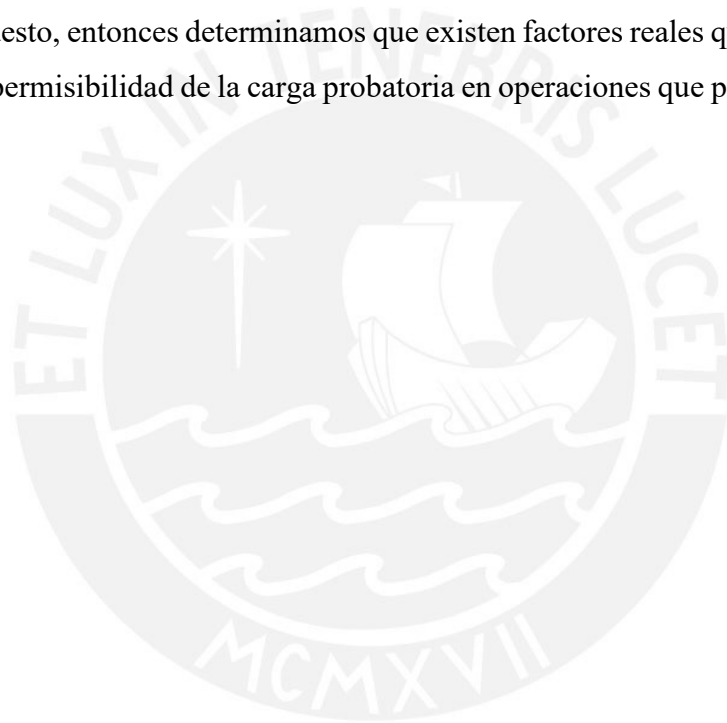 esto, entonces determinamos que existen factores reales q
permisibilidad de la carga probatoria en operaciones que p
ET LUX IN TENEBRIS LUCET
MCMXVII